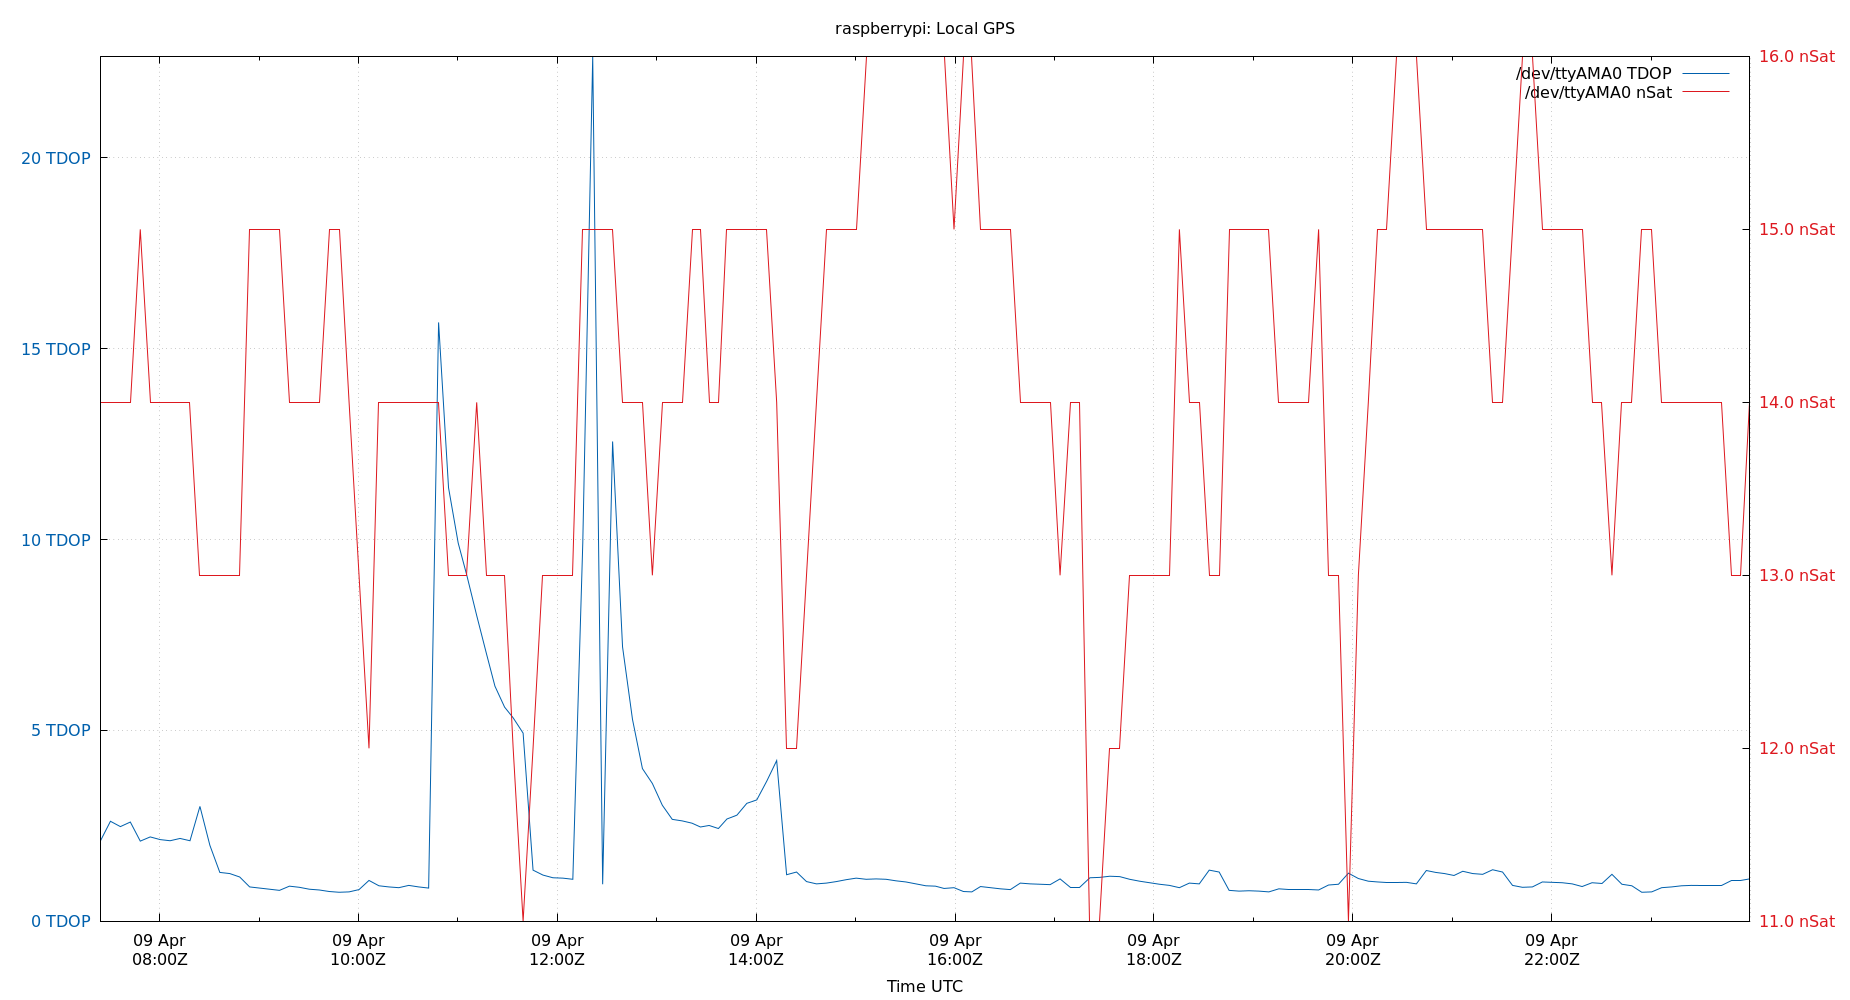 raspberrypi: Local GPS
/dev/ttyAMA0 TDOP
/dev/ttyAMA0 nSat
20 TDOP
15 TDOP
10 TDOP
5 TDOP
0 TDOP
16.0 nSat
15.0 nSat
14.0 nSat
13.0 nSat
12.0 nSat
11.0 nSat
09 Apr
08:00Z
09 Apr
10:00Z
09 Apr
12:00Z
09 Apr
14:00Z
09 Apr
16:00Z
09 Apr
18:00Z
09 Apr
20:00Z
09 Apr
22:00Z
Time UTC